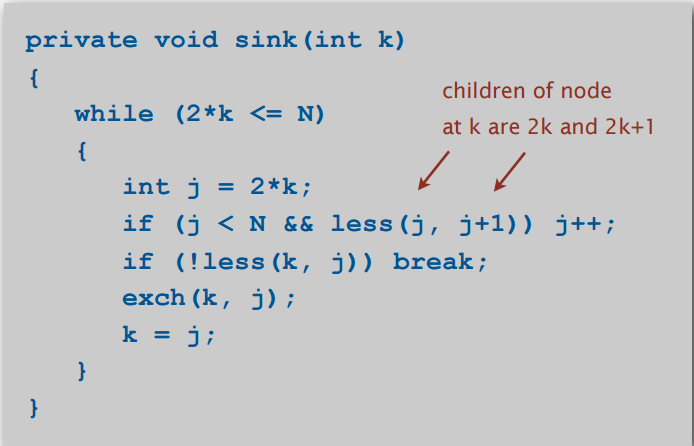 private void sink(int k)
{
children of node
while (2*k <= N)
at k are 2k and 2k+1
{
int j = 2*k;
if (j < N && less(j, j+1)) j++;
if (!less(k, j)) break;
exch(k, j);
k = j;
}
}